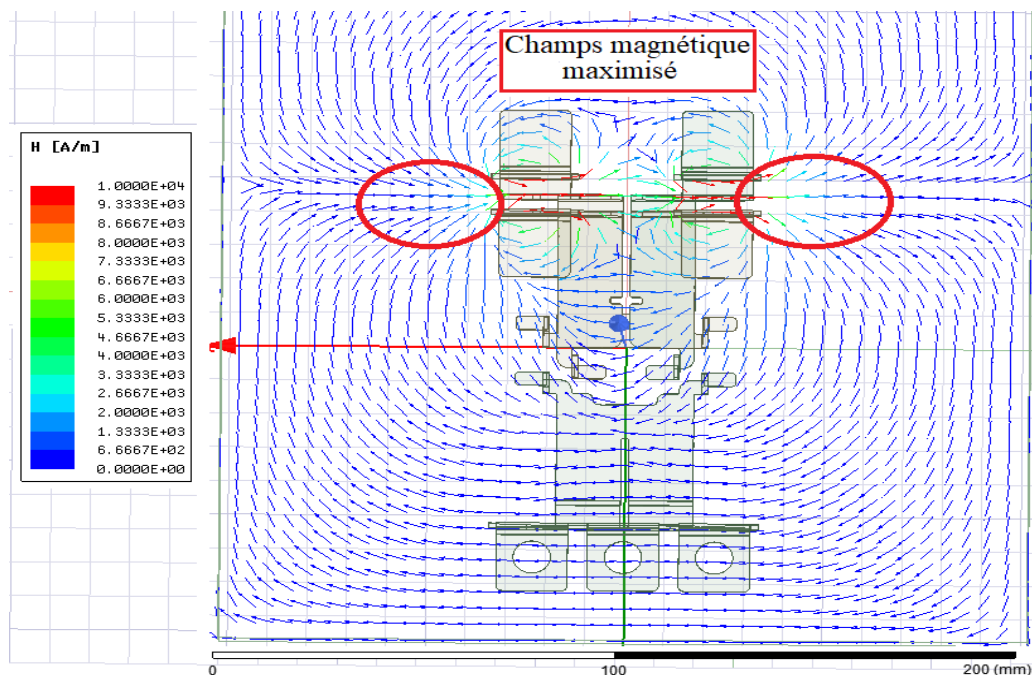 Champs magnétique
maximisé
H [A/m]
1.0000E+04
9.3333E+03
8.6667E+03
8.0000E+03
7.3333E+03
6.6667E+03
6.0000E+03
5.3333E+03
4.6667E+03
4.0000E+03
3.3333E+03
2.6667E+03
2.0000E+03
1.3333E+03
6.6667E+02
0.0000E+00
0
100
200 (mm)